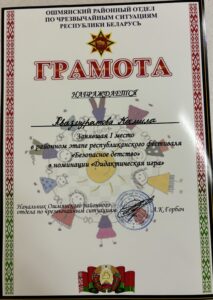 ОШМЯНСКИЙ РАЙОННЫЙ ОТДЕЛ
ПО ЧРЕЗВЫЧАЙНЫМ СИТУАЦИЯМ
РЕСПУБЛИКИ БЕЛАРУСЬ
ГРАМОТА
НАГРАЖДАЕТСЯ
Занявшая 1 место
в районном этапе республиканского фестиваля
«Безопасное детство»
в номинации «Дидактическая игра»
Начальник Ошмянского районного
отдела по чрезвычайным ситуациям
А.К.Горбач